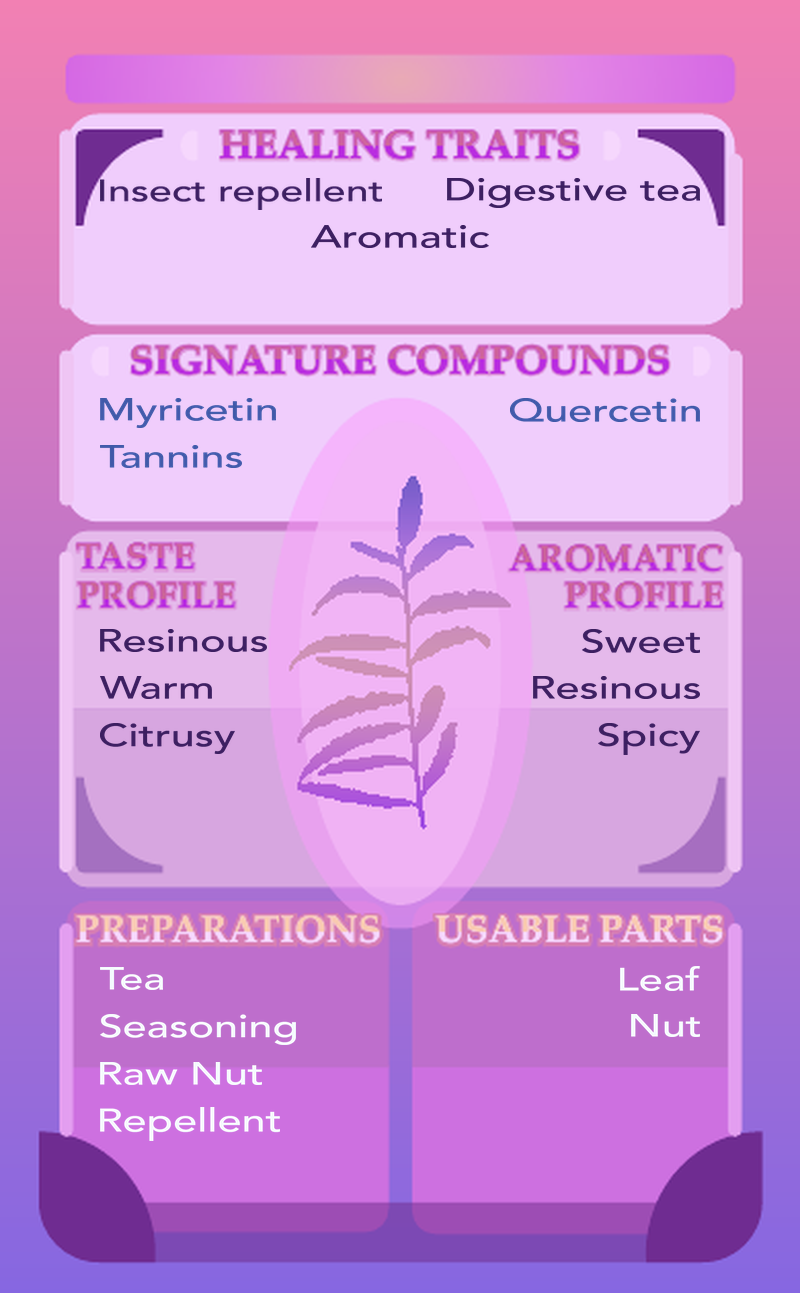 HEALING TRAITS
Insect repellent Digestive tea
Aromatic
SIGNATURE COMPOUNDS
Myricetin Quercetin
Tannins
TASTE
PROFILE
Resinous
Warm
Citrusy
AROMATIC
PROFILE
Sweet
Resinous
Spicy
PREPARATIONS
Tea
Seasoning
Raw Nut
Repellent
USABLE PARTS
Leaf
Nut